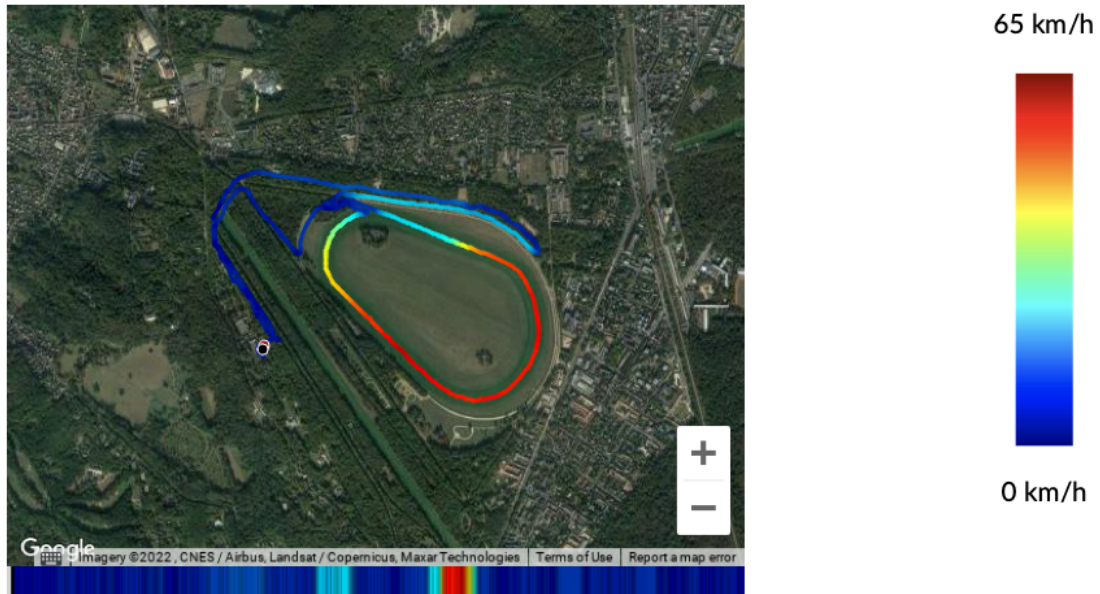 65 km/h
0 km/h
+
−
Google
Imagery ©2022 , CNES / Airbus, Landsat / Copernicus, Maxar Technologies
Terms of Use
Report a map error